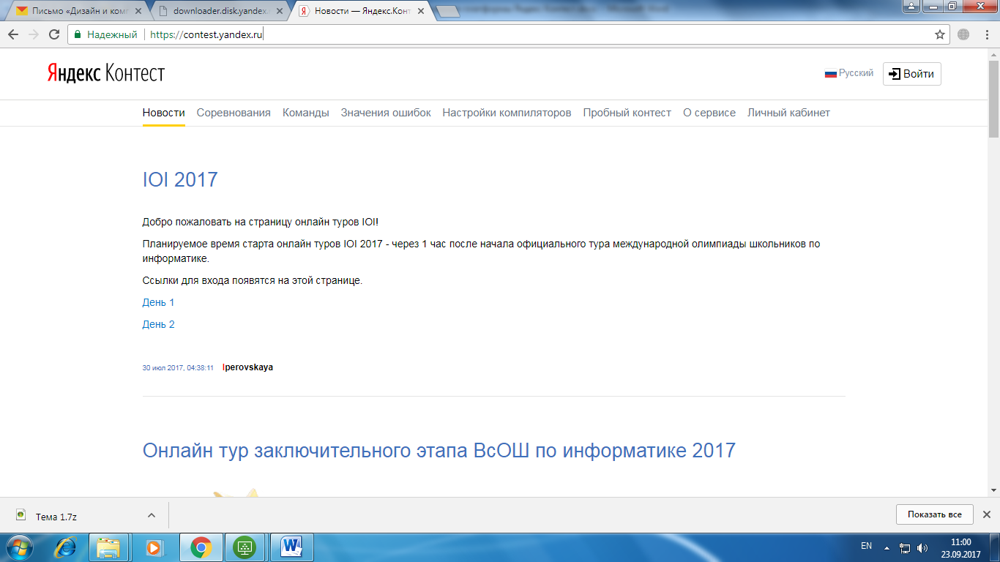 Письмо «Дизайн и комп
downloader.disk.yandex.
Новости — Яндекс.Конт
Надежный
https://contest.yandex.ru
Яндекс Контест
Русский
Войти
Новости Соревнования Команды Значения ошибок Настройки компиляторов Пробный контест О сервисе Личный кабинет
IOI 2017
Добро пожаловать на страницу онлайн туров IOI!
Планируемое время старта онлайн туров IOI 2017 - через 1 час после начала официального тура международной олимпиады школьников по
информатике.
Ссылки для входа появятся на этой странице.
День 1
День 2
30 июл 2017, 04:38:11 lperovskaya
Онлайн тур заключительного этапа ВсОШ по информатике 2017
Тема 1.7z
Показать все
EN
11:00
23.09.2017